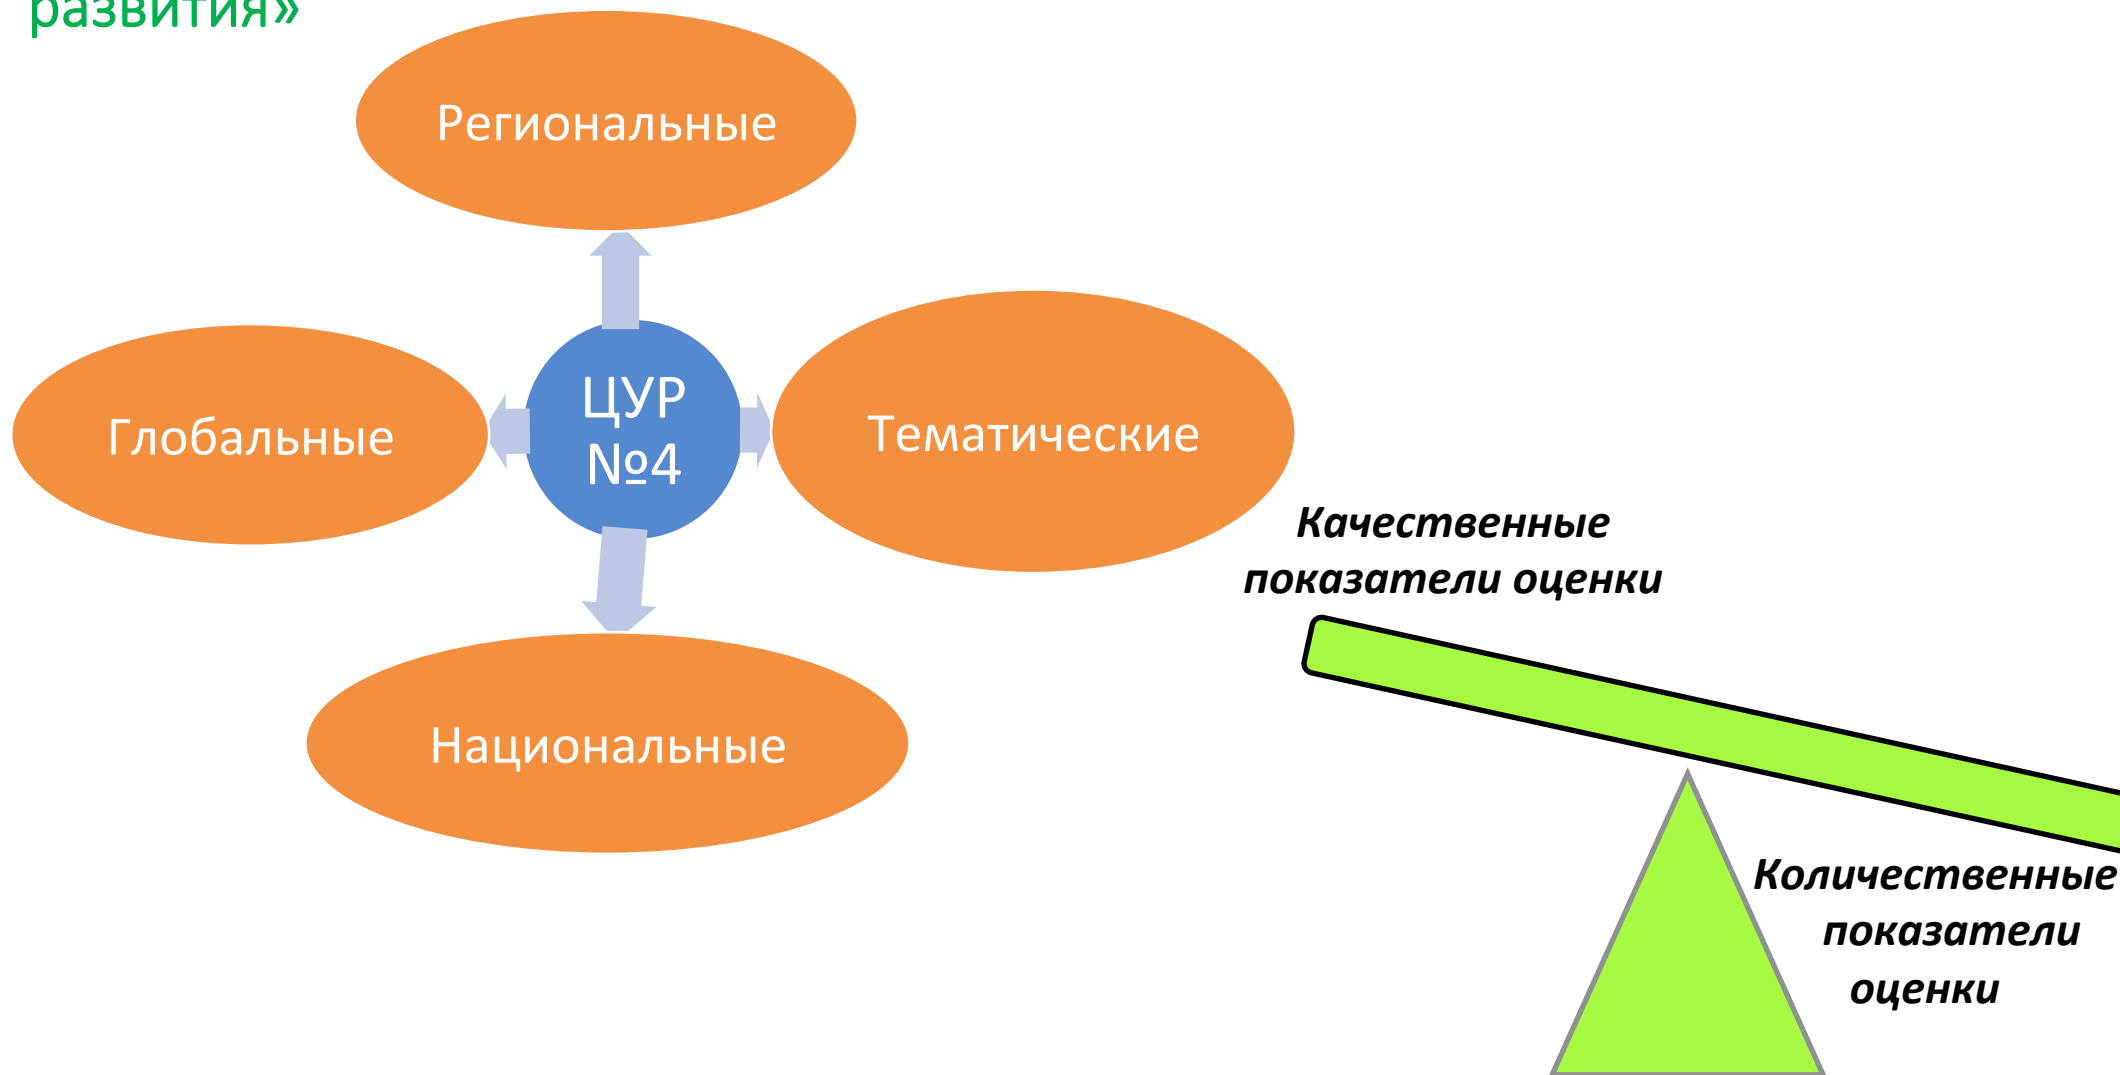 развития»
Региональные
Глобальные
ЦУР
№4
Тематические
Национальные
Качественные
показатели оценки
Количественные
показатели
оценки